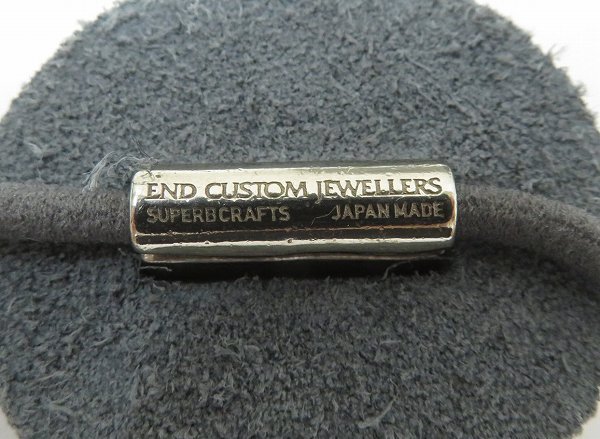 END CUSTOM JEWELLERS
SUPERB CRAFTS JAPAN MADE